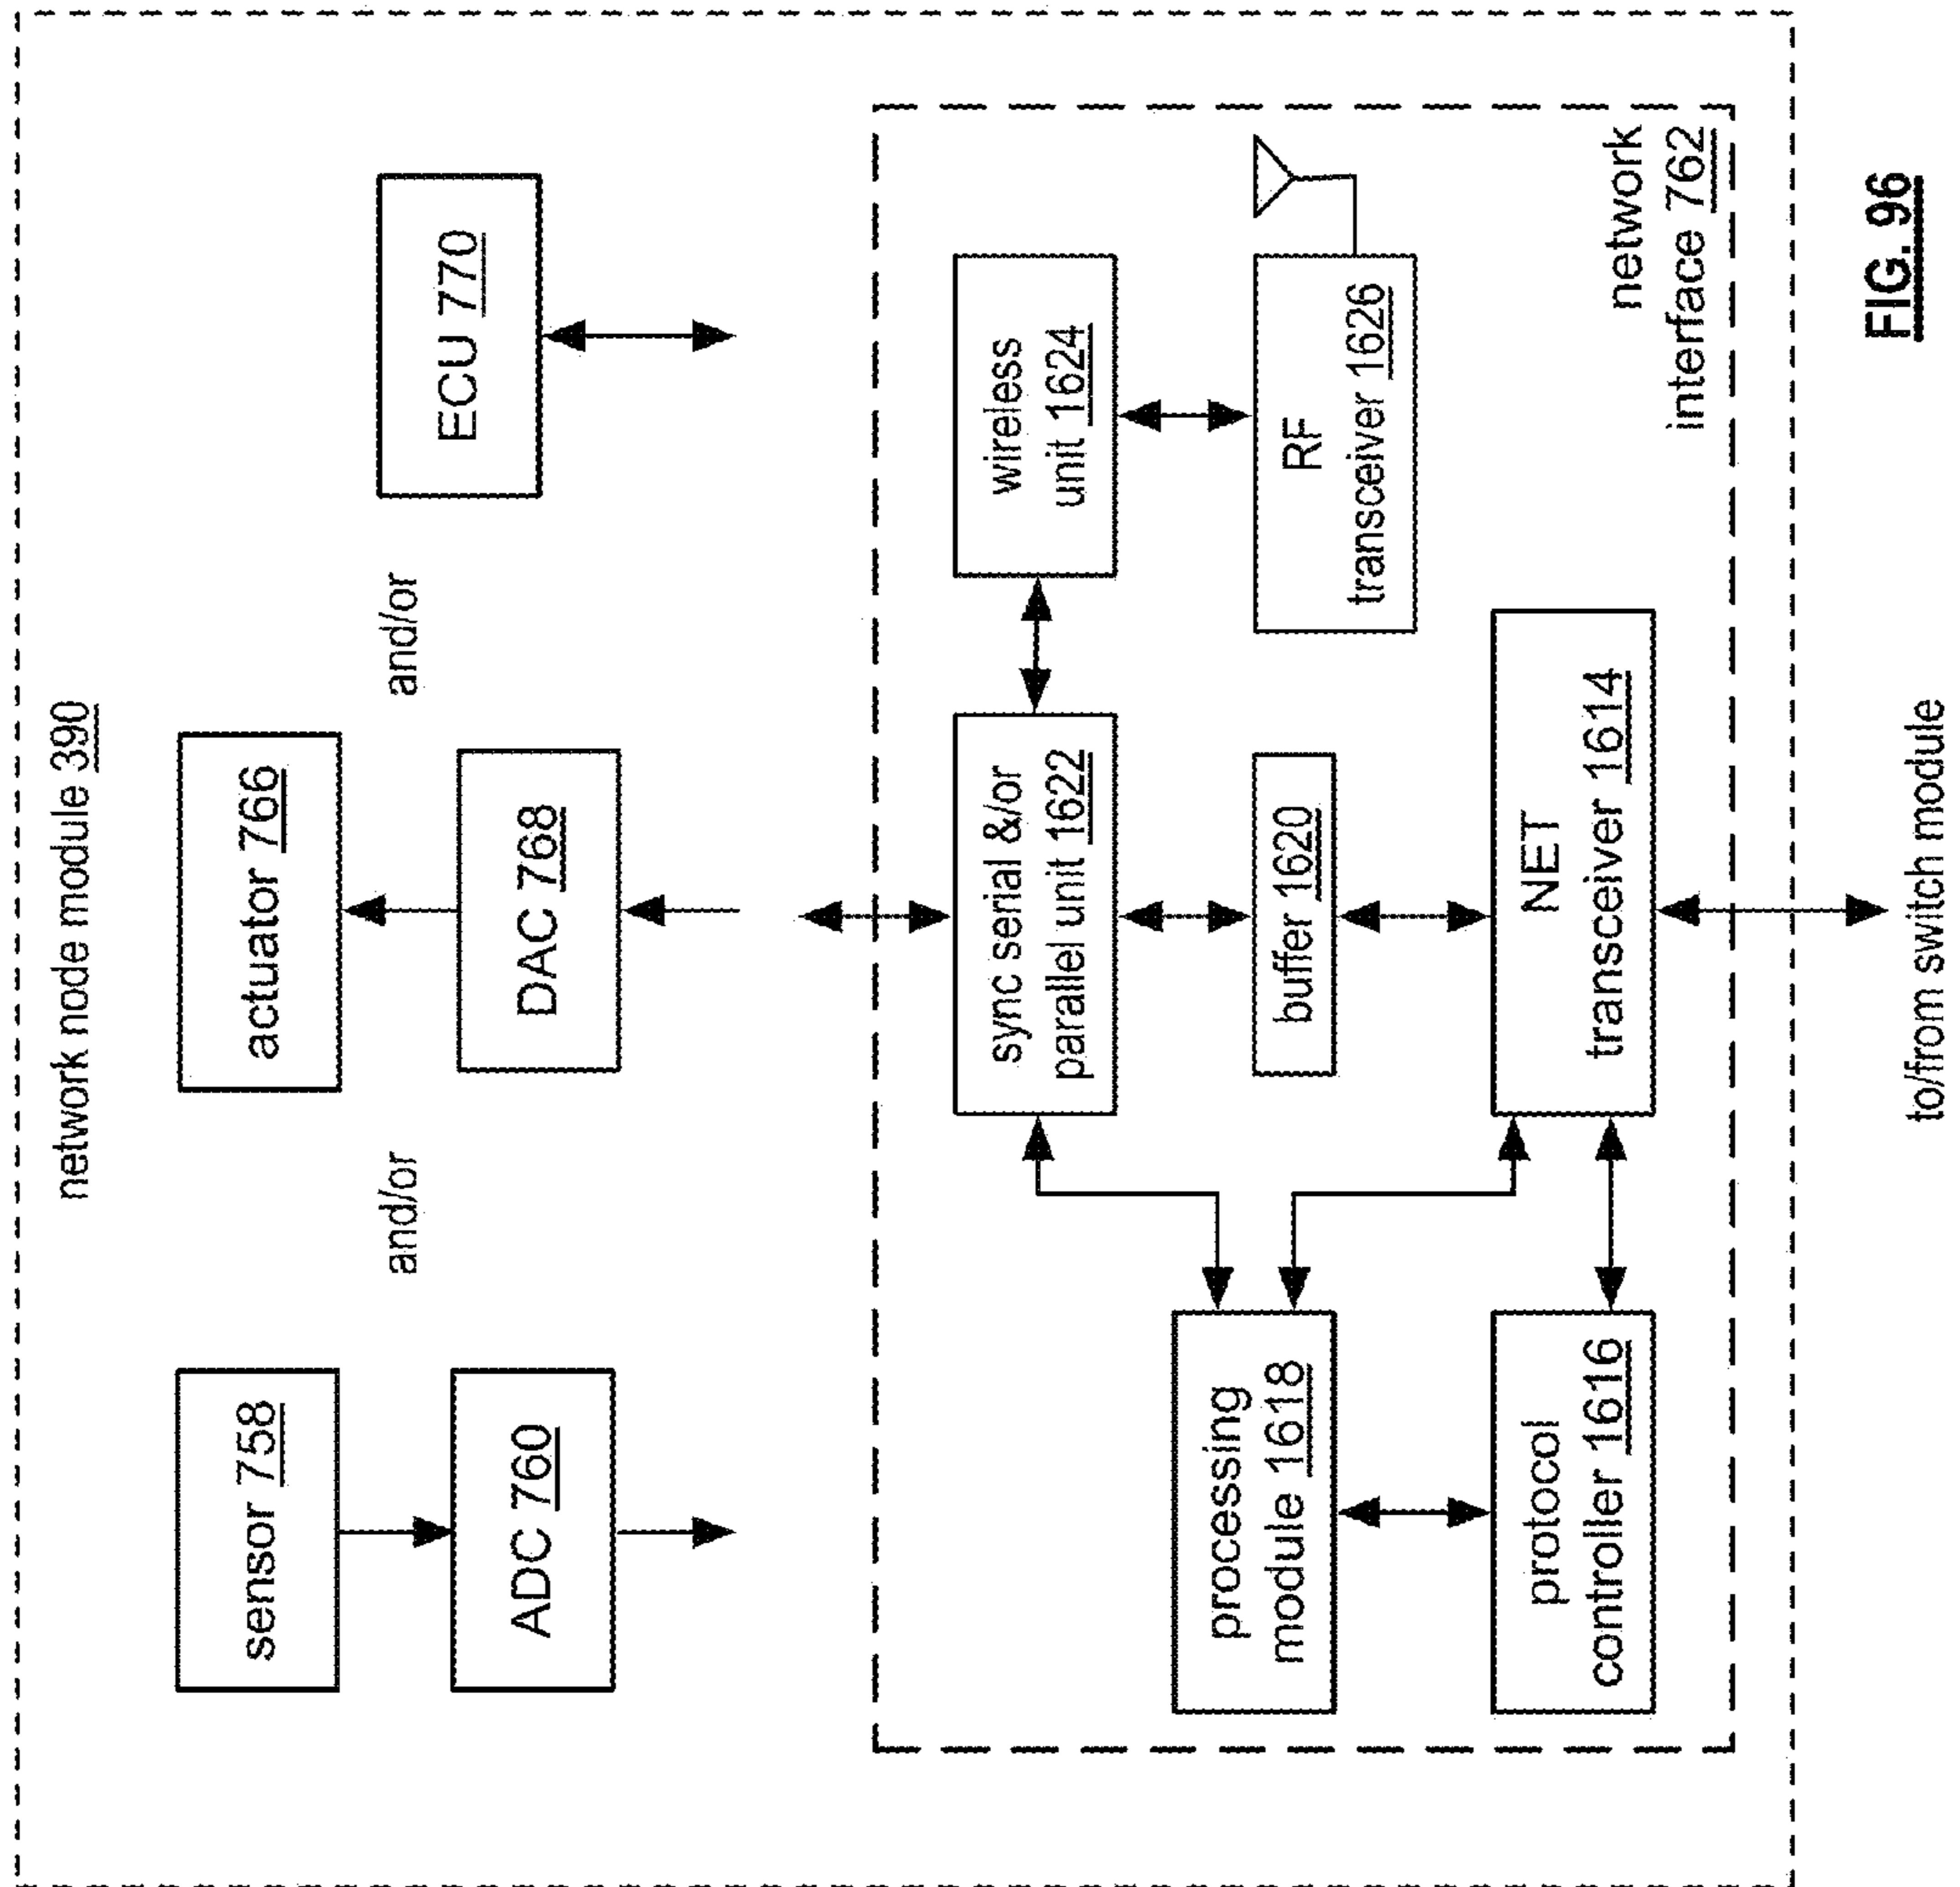 network node module 390
sensor 758
ADC 760
and/or
actuator 766
DAC 768
and/or
ECU 770
sync serial &/or
parallel unit 1622
wireless
unit 1624
processing
module 1618
buffer 1620
RF
transceiver 1626
protocol
controller 1616
NET
transceiver 1614
network
interface 762
to/from switch module
FIG. 96